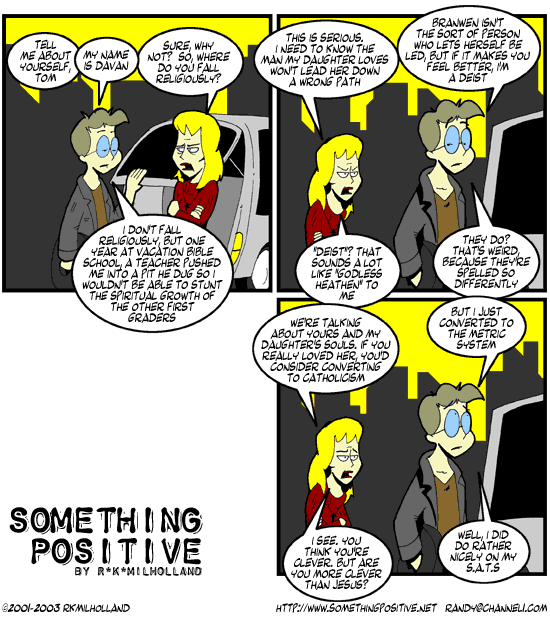 TELL
ME ABOUT
YOURSELF,
TOM
MY NAME
IS DAVAN
SURE, WHY
NOT? SO, WHERE
DO YOU FALL
RELIGIOUSLY?
I DON'T FALL
RELIGIOUSLY, BUT ONE
YEAR AT VACATION BIBLE
SCHOOL, A TEACHER PUSHED
ME INTO A PIT HE DUG SO I
WOULDN'T BE ABLE TO STUNT
THE SPIRITUAL GROWTH OF
THE OTHER FIRST
GRADERS
THIS IS SERIOUS.
I NEED TO KNOW THE
MAN MY DAUGHTER LOVES
WON'T LEAD HER DOWN
A WRONG PATH
BRANWEN ISN'T
THE SORT OF PERSON
WHO LETS HERSELF BE
LED, BUT IF IT MAKES YOU
FEEL BETTER, I'M
A DEIST
"DEIST"? THAT
SOUNDS A LOT
LIKE "GODLESS
HEATHEN" TO
ME
THEY DO?
THAT'S WEIRD,
BECAUSE THEY'RE
SPELLED SO
DIFFERENTLY
WE'RE TALKING
ABOUT YOURS AND MY
DAUGHTER'S SOULS. IF YOU
REALLY LOVED HER, YOU'D
CONSIDER CONVERTING
TO CATHOLICISM
BUT I JUST
CONVERTED TO
THE METRIC
SYSTEM
I SEE. YOU
THINK YOU'RE
CLEVER. BUT ARE
YOU MORE CLEVER
THAN JESUS?
WELL, I DID
DO RATHER
NICELY ON MY
S.A.T.S
SOMETHING
POSITIVE
BY R*K*MILHOLLAND
©2001-2003 RKMILHOLLAND
HTTP://WWW.SOMETHINGPOSITIVE.NET RANDY@CHANNEL1.COM